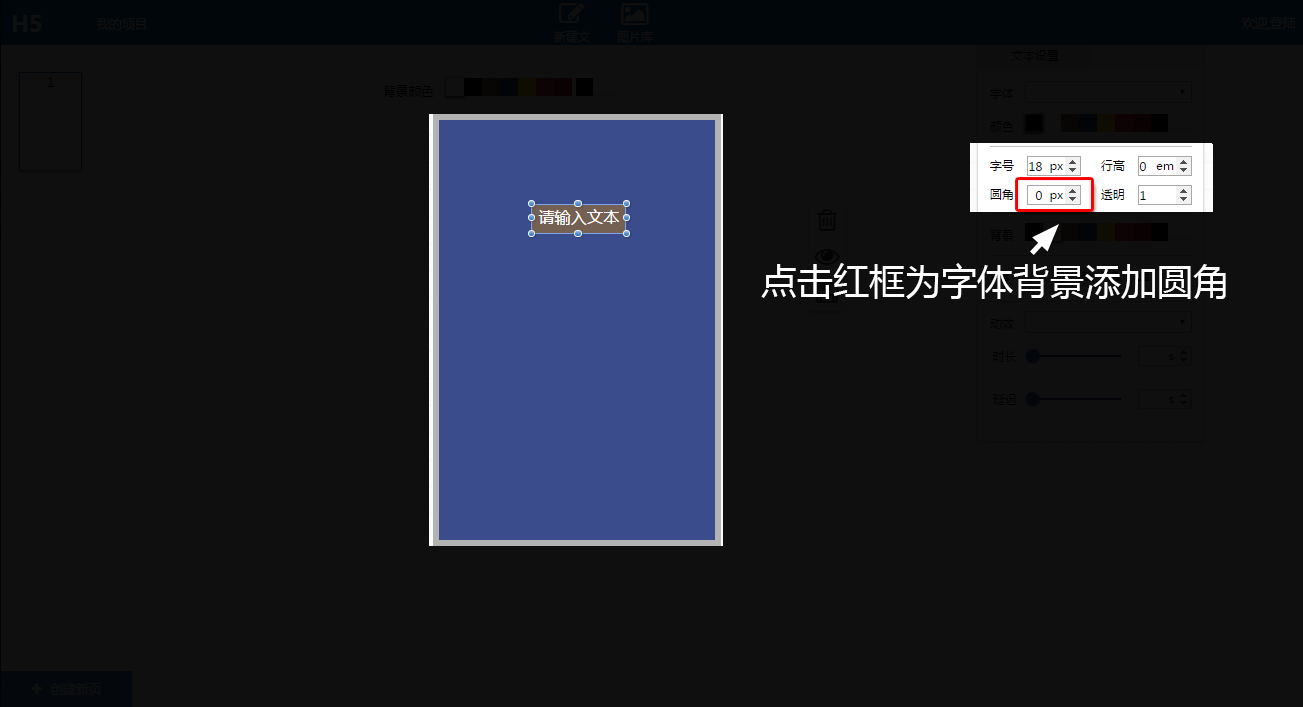 H5
我的项目
新建文
图片库
欢迎登陆
1
背景颜色
文本设置
字体
颜色
字号 18 px 行高 0 em
圆角 0 px 透明 1
背景
请输入文本
点击红框为字体背景添加圆角
动效
时长 s
延迟 s
+ 创建新页